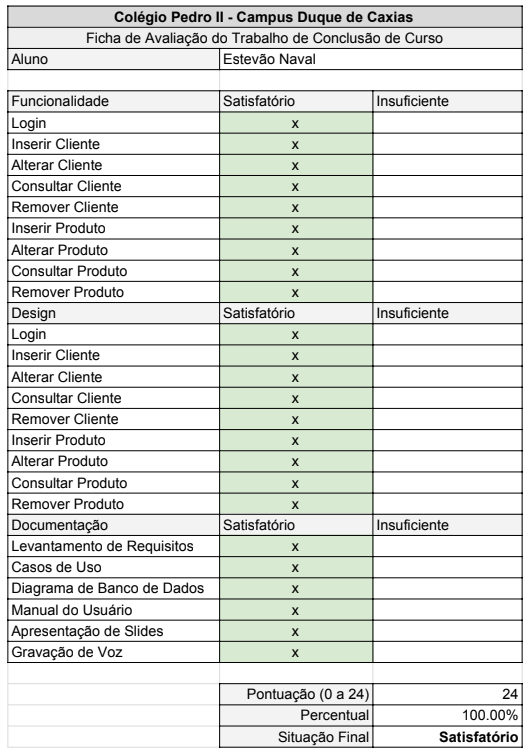 Colégio Pedro II - Campus Duque de Caxias
Ficha de Avaliação do Trabalho de Conclusão de Curso
Aluno Estevão Naval
Funcionalidade Satisfatório Insuficiente
Login x
Inserir Cliente x
Alterar Cliente x
Consultar Cliente x
Remover Cliente x
Inserir Produto x
Alterar Produto x
Consultar Produto x
Remover Produto x
Design Satisfatório Insuficiente
Login x
Inserir Cliente x
Alterar Cliente x
Consultar Cliente x
Remover Cliente x
Inserir Produto x
Alterar Produto x
Consultar Produto x
Remover Produto x
Documentação Satisfatório Insuficiente
Levantamento de Requisitos x
Casos de Uso x
Diagrama de Banco de Dados x
Manual do Usuário x
Apresentação de Slides x
Gravação de Voz x
Pontuação (0 a 24) 24
Percentual 100.00%
Situação Final Satisfatório